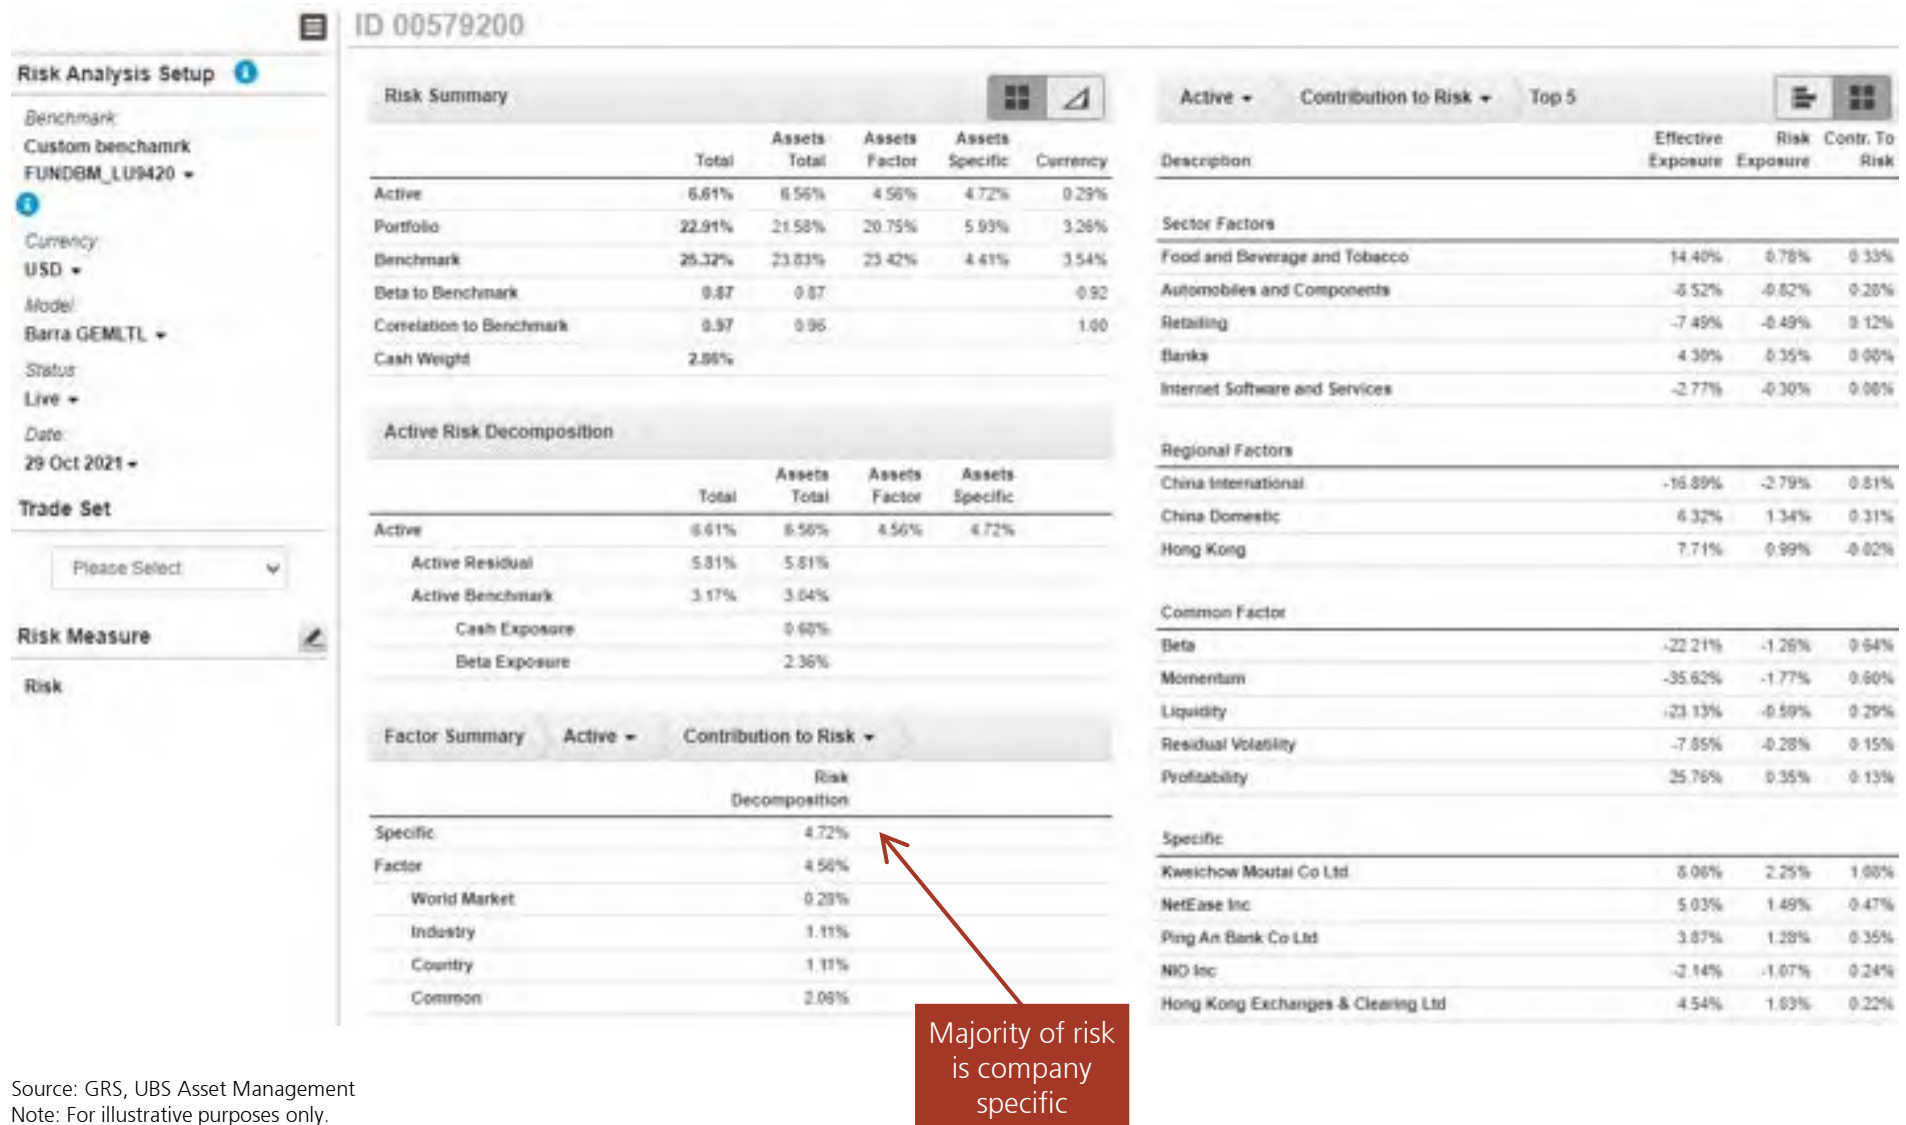 ID 00579200
Risk Analysis Setup
Benchmark:
Custom benchamrk
FUNDBM_LU9420
Currency:
USD
Model:
Barra GEMLTL
Status:
Live
Date:
29 Oct 2021
Trade Set
Please Select
Risk Measure
Risk
Risk Summary
Total Assets Total Assets Factor Assets Specific Currency
Active 6.61% 6.56% 4.56% 4.72% 0.29%
Portfolio 22.91% 21.58% 20.75% 5.93% 3.26%
Benchmark 25.32% 23.83% 23.42% 4.41% 3.54%
Beta to Benchmark 0.87 0.87 0.92
Correlation to Benchmark 0.97 0.96 1.00
Cash Weight
Active Risk Decomposition
Total Assets Total Assets Factor Assets Specific
Active 6.61% 6.56% 4.56% 4.72%
Active Residual 5.81% 5.81%
Active Benchmark 3.17% 3.04%
Cash Exposure 0.68%
Beta Exposure 2.36%
Factor Summary Active Contribution to Risk
Risk Decomposition
Specific 4.72%
Factor 4.56%
World Market 0.28%
Industry 1.11%
Country 1.11%
Common 2.06%
Active Contribution to Risk Top 5
Description Effective Exposure Risk Exposure Contr. To Risk
Sector Factors
Food and Beverage and Tobacco 14.40% 0.78% 0.33%
Automobiles and Components -8.52% -0.82%
Retailing -7.49% -0.49% 0.12%
Banks 4.30% 0.35%
Internet Software and Services -2.77% -0.30%
Regional Factors
China International -16.89% -2.79% 0.81%
China Domestic 6.32% 1.34% 0.31%
Hong Kong 7.71% 0.99% -0.02%
Common Factor
Beta -22.21% -1.26% 0.64%
Momentum -35.62% -1.77% 0.60%
Liquidity -23.13% -0.59% 0.29%
Residual Volatility -7.85% -0.28% 0.15%
Profitability 25.76% 0.35% 0.13%
Specific
Kweichow Moutai Co Ltd 8.06% 2.25%
NetEase Inc 5.03% 1.49% 0.47%
Ping An Bank Co Ltd 3.87% 1.28% 0.35%
NIO Inc -2.14% -1.07% 0.24%
Hong Kong Exchanges & Clearing Ltd 4.54% 0.22%
Majority of risk
is company
specific
Source: GRS, UBS Asset Management
Note: For illustrative purposes only.